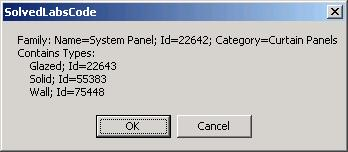 SolvedLabsCode
Family: Name=System Panel; Id=22642; Category=Curtain Panels
Contains Types:
Glazed; Id=22643
Solid; Id=55383
Wall; Id=75448
OK Cancel